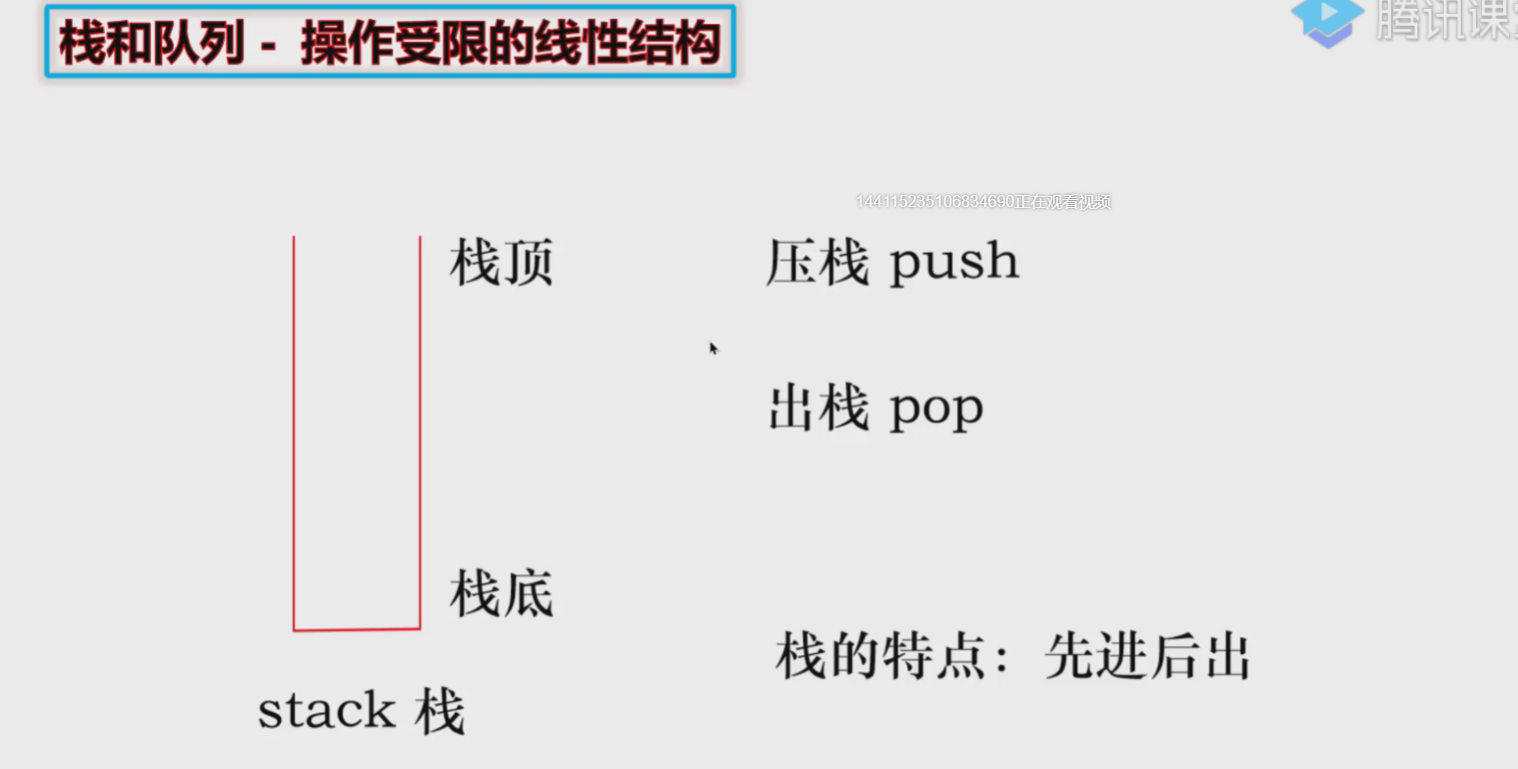 栈和队列 - 操作受限的线性结构
腾讯课
144115235106834690正在观看视频
栈顶
压栈 push
出栈 pop
栈底
栈的特点：先进后出
stack 栈